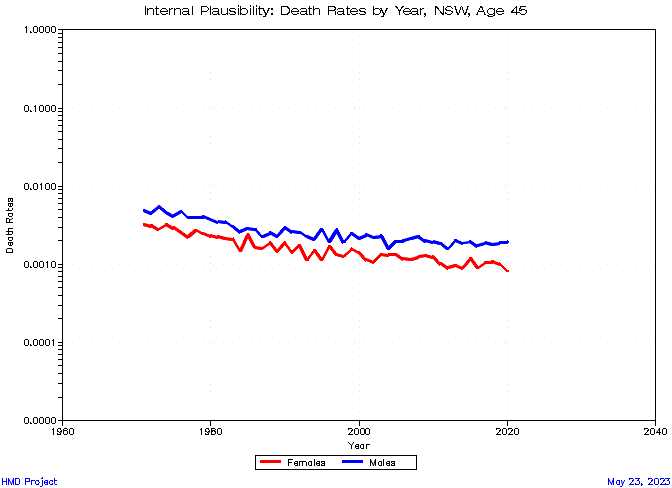 Internal Plausibility: Death Rates by Year, NSW, Age 45
1.0000
0.1000
0.0100
0.0010
0.0001
0.0000
Death Rates
1960
1980
2000
2020
2040
Year
Females
Males
HMD Project
May 23, 2023